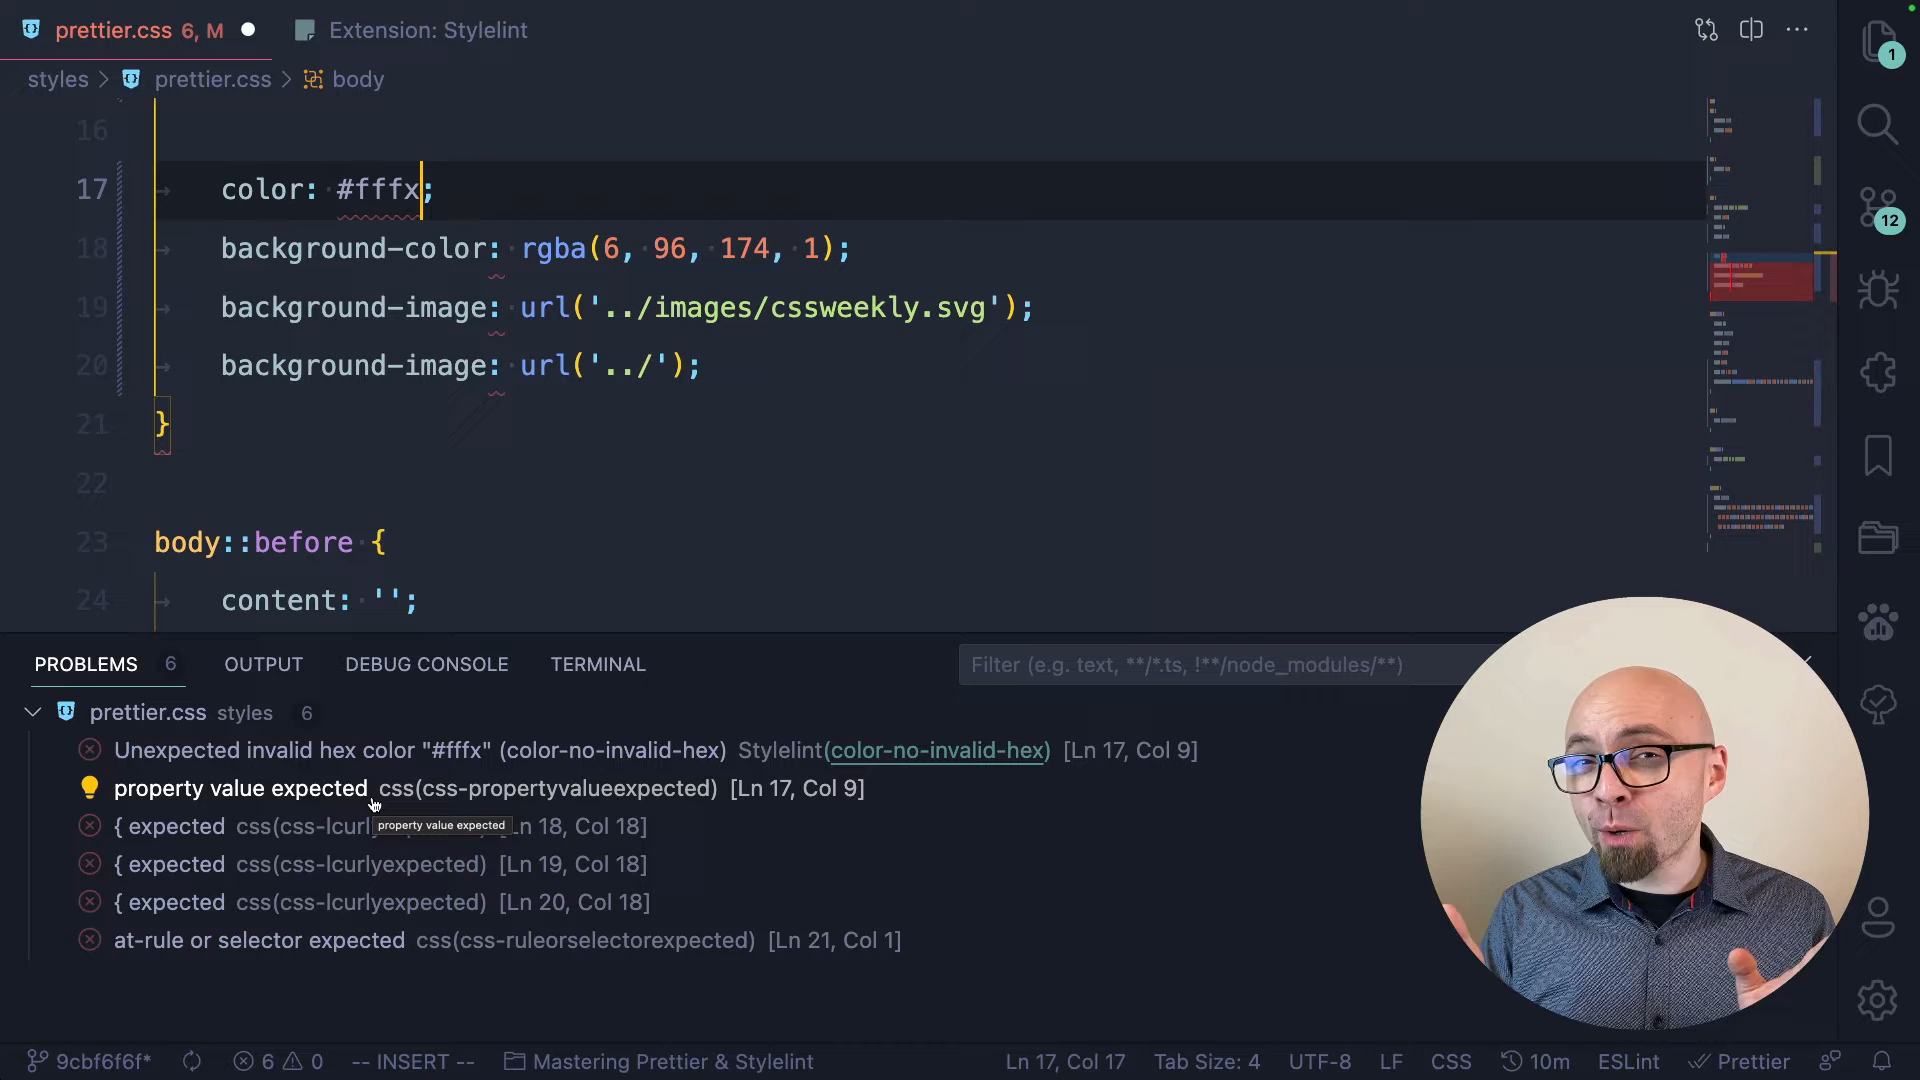 prettier.css 6, M Extension: Stylelint
1
styles > prettier.css > body
16
17 color: #fffx;
18 background-color: rgba(6, 96, 174, 1);
12
19 background-image: url('../images/cssweekly.svg');
20 background-image: url('../');
21 }
22
23 body::before {
24 content: '';
PROBLEMS 6 OUTPUT DEBUG CONSOLE TERMINAL Filter (e.g. text, **/*.ts, !**/node_modules/**)
prettier.css styles 6
Unexpected invalid hex color "#fffx" (color-no-invalid-hex) Stylelint(color-no-invalid-hex) [Ln 17, Col 9]
property value expected css(css-propertyvalueexpected) [Ln 17, Col 9]
{ expected css(css-lcurly Ln 18, Col 18]
property value expected
{ expected css(css-lcurlyexpected) [Ln 19, Col 18]
{ expected css(css-lcurlyexpected) [Ln 20, Col 18]
at-rule or selector expected css(css-ruleorselectorexpected) [Ln 21, Col 1]
9cbf6f6f* 6 0 -- INSERT -- Mastering Prettier & Stylelint Ln 17, Col 17 Tab Size: 4 UTF-8 LF CSS 10m ESLint Prettier